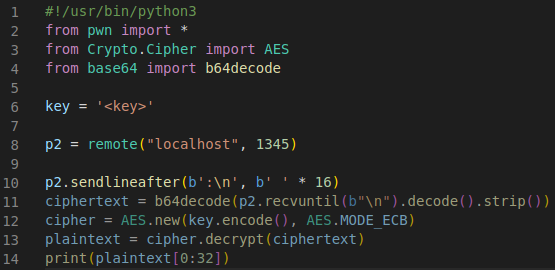 1 #!/usr/bin/python3
2 from pwn import *
3 from Crypto.Cipher import AES
4 from base64 import b64decode
5
6 key = '<key>'
7
8 p2 = remote("localhost", 1345)
9
10 p2.sendlineafter(b':\n', b' ' * 16)
11 ciphertext = b64decode(p2.recvuntil(b"\n").decode().strip())
12 cipher = AES.new(key.encode(), AES.MODE_ECB)
13 plaintext = cipher.decrypt(ciphertext)
14 print(plaintext[0:32])